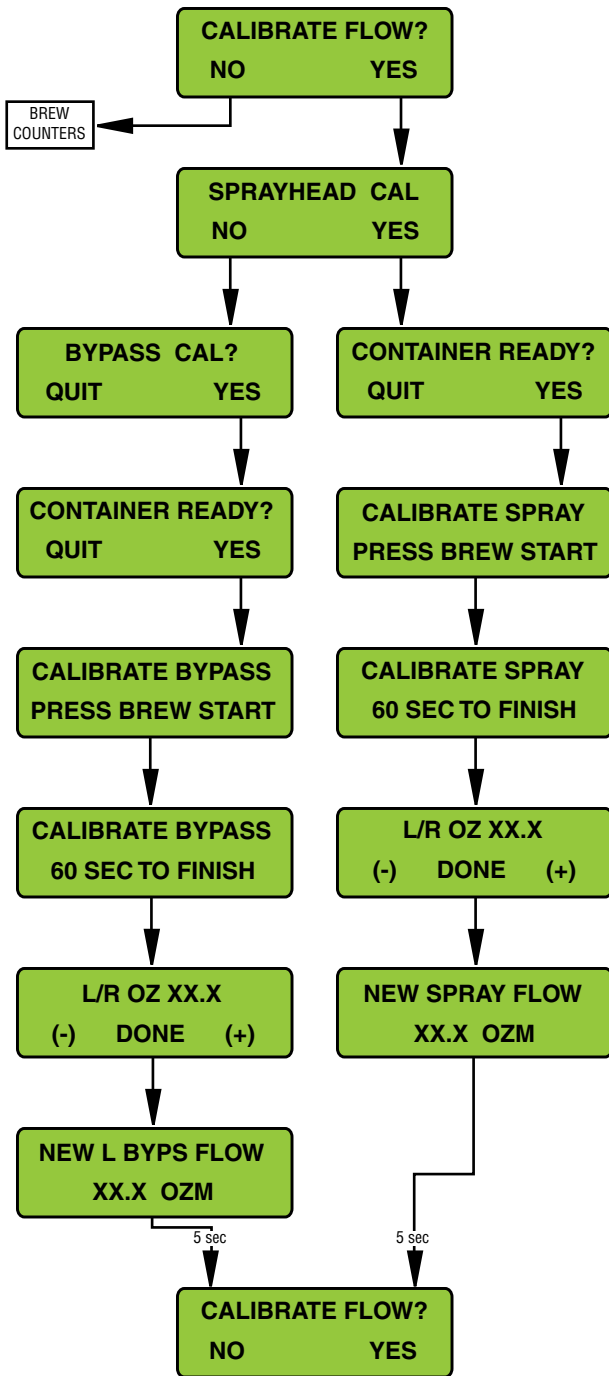 CALIBRATE FLOW?
NO YES
BREW
COUNTERS
SPRAYHEAD CAL
NO YES
BYPASS CAL?
QUIT YES
CONTAINER READY?
QUIT YES
CALIBRATE BYPASS
PRESS BREW START
CALIBRATE BYPASS
60 SEC TO FINISH
L/R OZ XX.X
(-) DONE (+)
NEW L BYPS FLOW
XX.X OZM
5 sec
CONTAINER READY?
QUIT YES
CALIBRATE SPRAY
PRESS BREW START
CALIBRATE SPRAY
60 SEC TO FINISH
L/R OZ XX.X
(-) DONE (+)
NEW SPRAY FLOW
XX.X OZM
5 sec
CALIBRATE FLOW?
NO YES